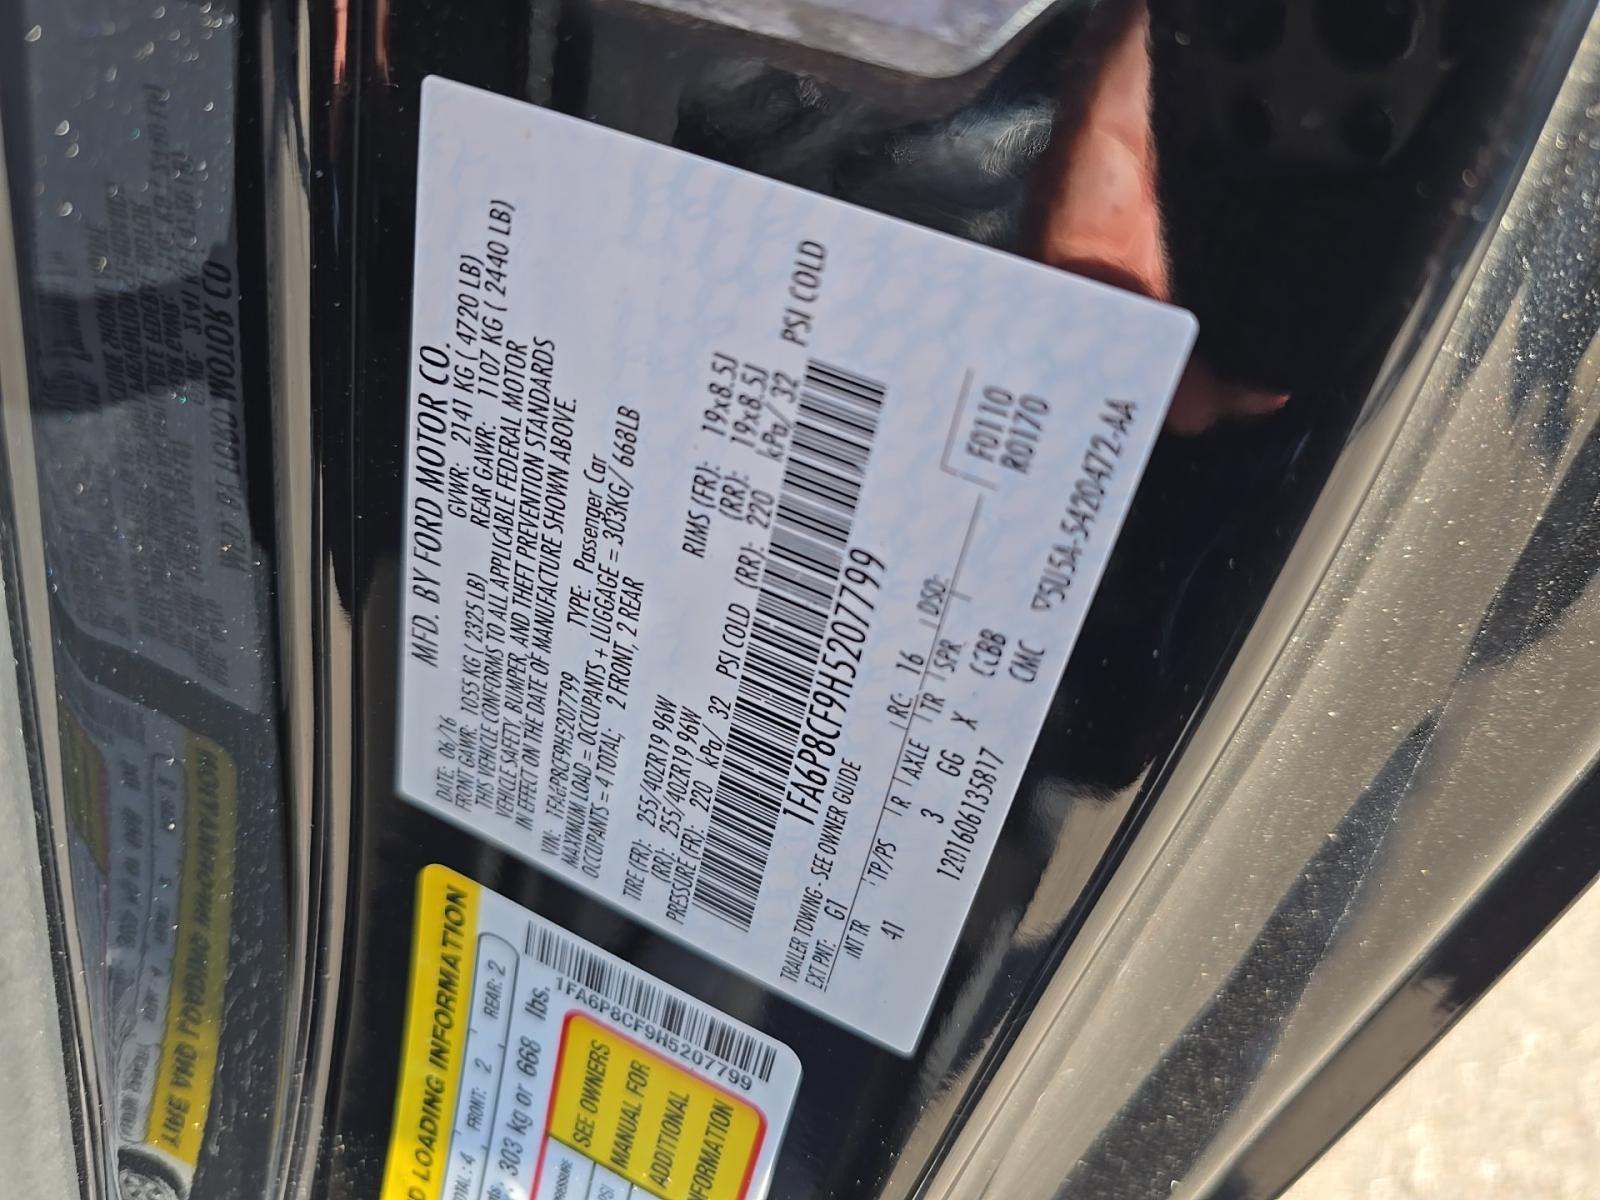 MFD. BY FORD MOTOR CO.
DATE: 06/16 GVWR: 2141 KG ( 4720 LB)
FRONT GAWR: 1055 KG ( 2325 LB) REAR GAWR: 1107 KG ( 2440 LB)
THIS VEHICLE CONFORMS TO ALL APPLICABLE FEDERAL MOTOR
VEHICLE SAFETY, BUMPER, AND THEFT PREVENTION STANDARDS
IN EFFECT ON THE DATE OF MANUFACTURE SHOWN ABOVE.
VIN: 1FA6P8CF9H5207799 TYPE: Passenger Car
MAXIMUM LOAD = OCCUPANTS + LUGGAGE = 303KG/668LB
OCCUPANTS = 4 TOTAL; 2 FRONT, 2 REAR
TIRE (FR): 255/40ZR19 96W RIMS (FR): 19x8.5J
(RR): 255/40ZR19 96W (RR): 19x8.5J
PRESSURE (FR): 220 kPa/ 32 PSI COLD (RR): 220 kPa/ 32 PSI COLD
1FA6P8CF9H5207799
TRAILER TOWING - SEE OWNER GUIDE
EXT PNT: G1 RC: 16 DSO: F0110
R0170
INT TR TP/PS R AXLE TR SPR
41 3 GG X CCBB
1201606135817 CMC 5U5A-5420472-AA
LOADING INFORMATION
4 FRONT: 2 REAR: 2
303 kg or 668 lbs.
1FA6P8CF9H5207799
SEE OWNERS
MANUAL FOR
ADDITIONAL
INFORMATION